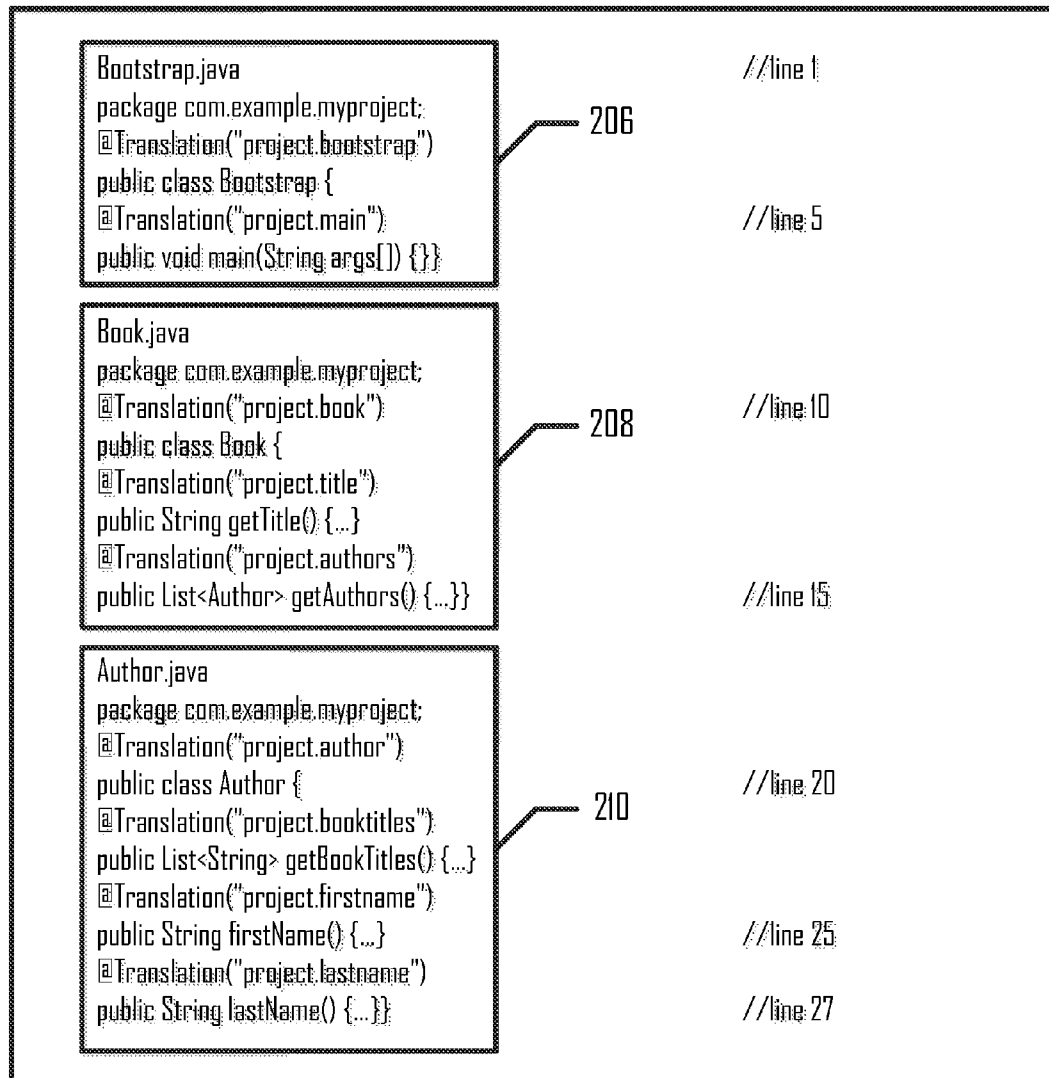 Bootstrap.java //line 1
package com.example.myproject;
206
@Translation("project.bootstrap")
public class Bootstrap {
@Translation("project.main") //line 5
public void main(String args[]) {}}
Book.java
package com.example.myproject;
@Translation("project.book") //line 10
208
public class Book {
@Translation("project.title")
public String getTitle() {...}
@Translation("project.authors")
public List<Author> getAuthors() {...}} //line 15
Author.java
package com.example.myproject;
@Translation("project.author")
public class Author { //line 20
210
@Translation("project.booktitles")
public List<String> getBookTitles() {...}
@Translation("project.firstname")
public String firstName() {...} //line 25
@Translation("project.lastname")
public String lastName() {...}} //line 27